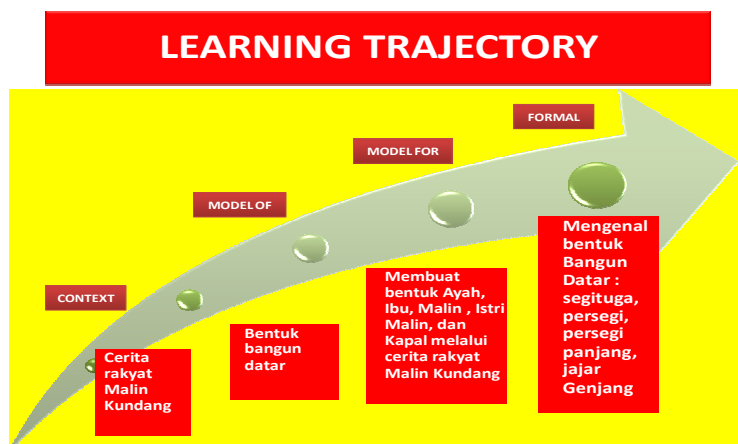 LEARNING TRAJECTORY
CONTEXT
Cerita
rakyat
Malin
Kundang
MODEL OF
Bentuk
bangun
datar
MODEL FOR
Membuat
bentuk Ayah,
Ibu, Malin , Istri
Malin, dan
Kapal melalui
cerita rakyat
Malin Kundang
FORMAL
Mengenal
bentuk
Bangun
Datar :
segituga,
persegi,
persegi
panjang,
jajar
Genjang